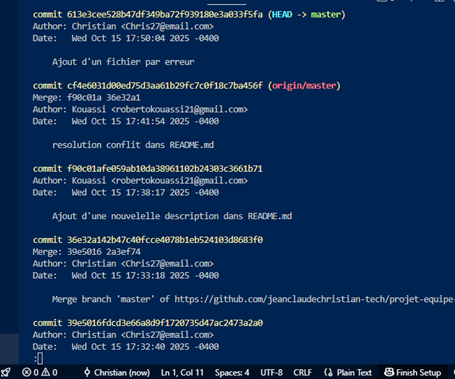 commit 613e3cee528b47df349ba72f939180e3a033f5fa (HEAD -> master)
Author: Christian <Chris27@email.com>
Date:   Wed Oct 15 17:50:04 2025 -0400
Ajout d'un fichier par erreur
commit cf4e6031d00ed75d3aa61b29fc7c0f18c7ba456f (origin/master)
Merge: f90c01a 36e32a1
Author: Kouassi <robertokouassi21@gmail.com>
Date:   Wed Oct 15 17:41:54 2025 -0400
resolution conflit dans README.md
commit f90c01afe059ab10da38961102b24303c3661b71
Author: Kouassi <robertokouassi21@gmail.com>
Date:   Wed Oct 15 17:38:17 2025 -0400
Ajout d'une nouvelelle description dans README.md
commit 36e32a142b47c40fcce4078b1eb524103d8683f0
Merge: 39e5016 2a3ef74
Author: Christian <Chris27@email.com>
Date:   Wed Oct 15 17:33:18 2025 -0400
Merge branch 'master' of https://github.com/jeanclaudechristian-tech/projet-equipe-
commit 39e5016fdcd3e66a8d9f1720735d47ac2473a2a0
Author: Christian <Chris27@email.com>
Date:   Wed Oct 15 17:32:40 2025 -0400
:
0 0 Christian (now) Ln 1, Col 11 Spaces: 4 UTF-8 CRLF Plain Text Finish Setup